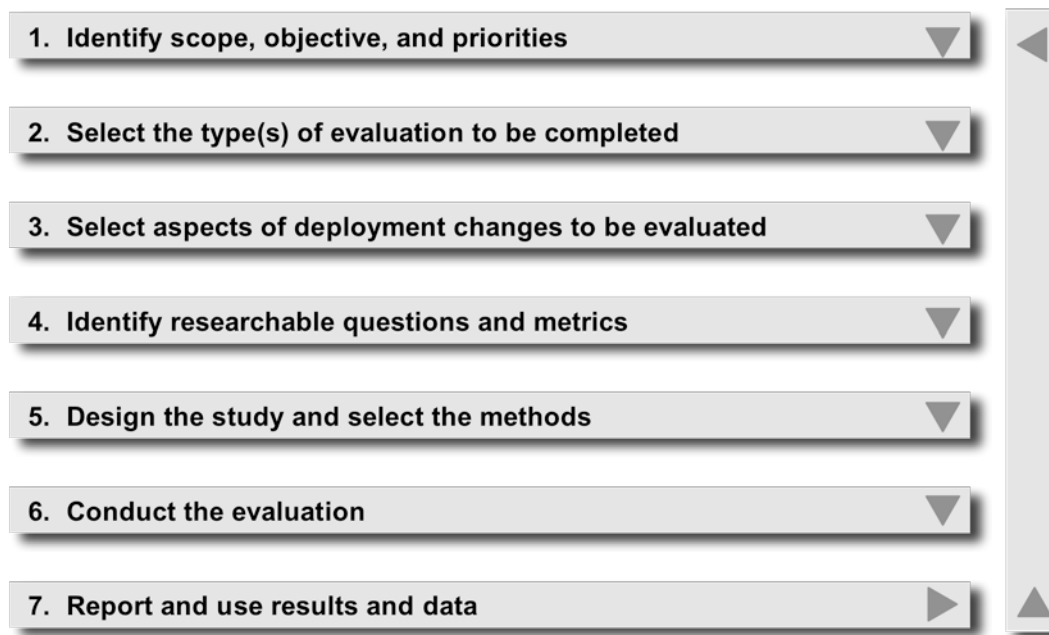 1. Identify scope, objective, and priorities
2. Select the type(s) of evaluation to be completed
3. Select aspects of deployment changes to be evaluated
4. Identify researchable questions and metrics
5. Design the study and select the methods
6. Conduct the evaluation
7. Report and use results and data